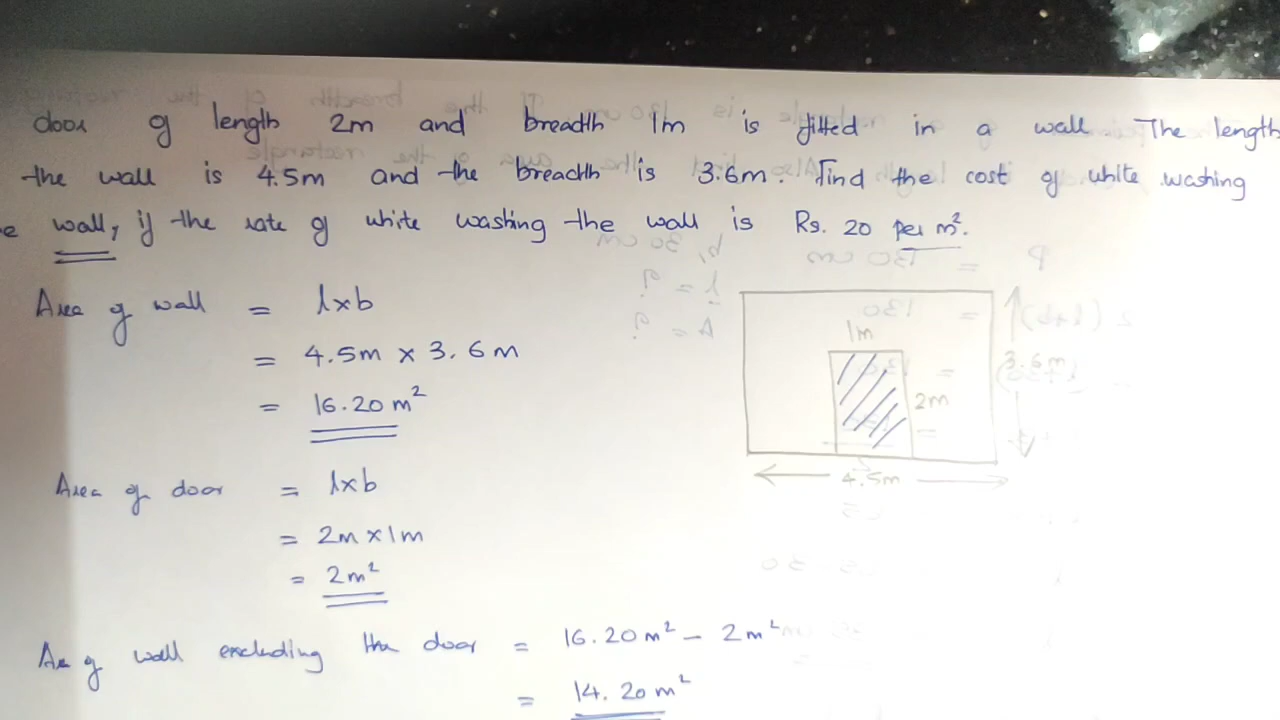 door of length 2m and breadth 1m is fitted in a wall The length
the wall is 4.5m and the breadth is 3.6m. Find the cost of white washing
e wall, if the rate of white washing the wall is Rs. 20 per m².
Area of wall = l×b
= 4.5m × 3.6m
= 16.20 m²
1m
2m
3.6m
4.5m
Area of door = l×b
= 2m×1m
= 2m²
Are of wall excluding the door = 16.20 m² - 2m²
= 14.20 m²